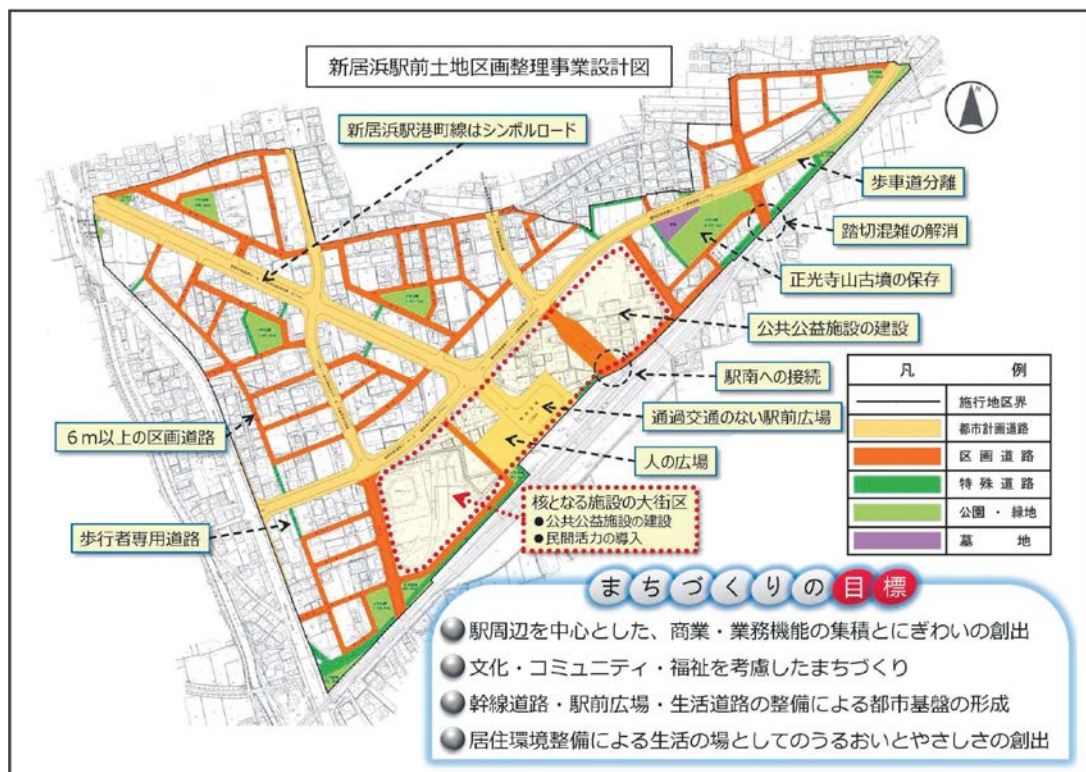 新居浜駅前土地区画整理事業設計図
N
新居浜駅港町線はシンボルロード
歩車道分離
踏切混雑の解消
正光寺山古墳の保存
公共公益施設の建設
駅南への接続
通過交通のない駅前広場
人の広場
６ｍ以上の区画道路
歩行者専用道路
核となる施設の大街区
●公共公益施設の建設
●民間活力の導入
凡例
施行地区界
都市計画道路
区画道路
特殊道路
公園・緑地
墓地
まちづくりの目標
駅周辺を中心とした、商業・業務機能の集積とにぎわいの創出
文化・コミュニティ・福祉を考慮したまちづくり
幹線道路・駅前広場・生活道路の整備による都市基盤の形成
居住環境整備による生活の場としてのうるおいとやさしさの創出